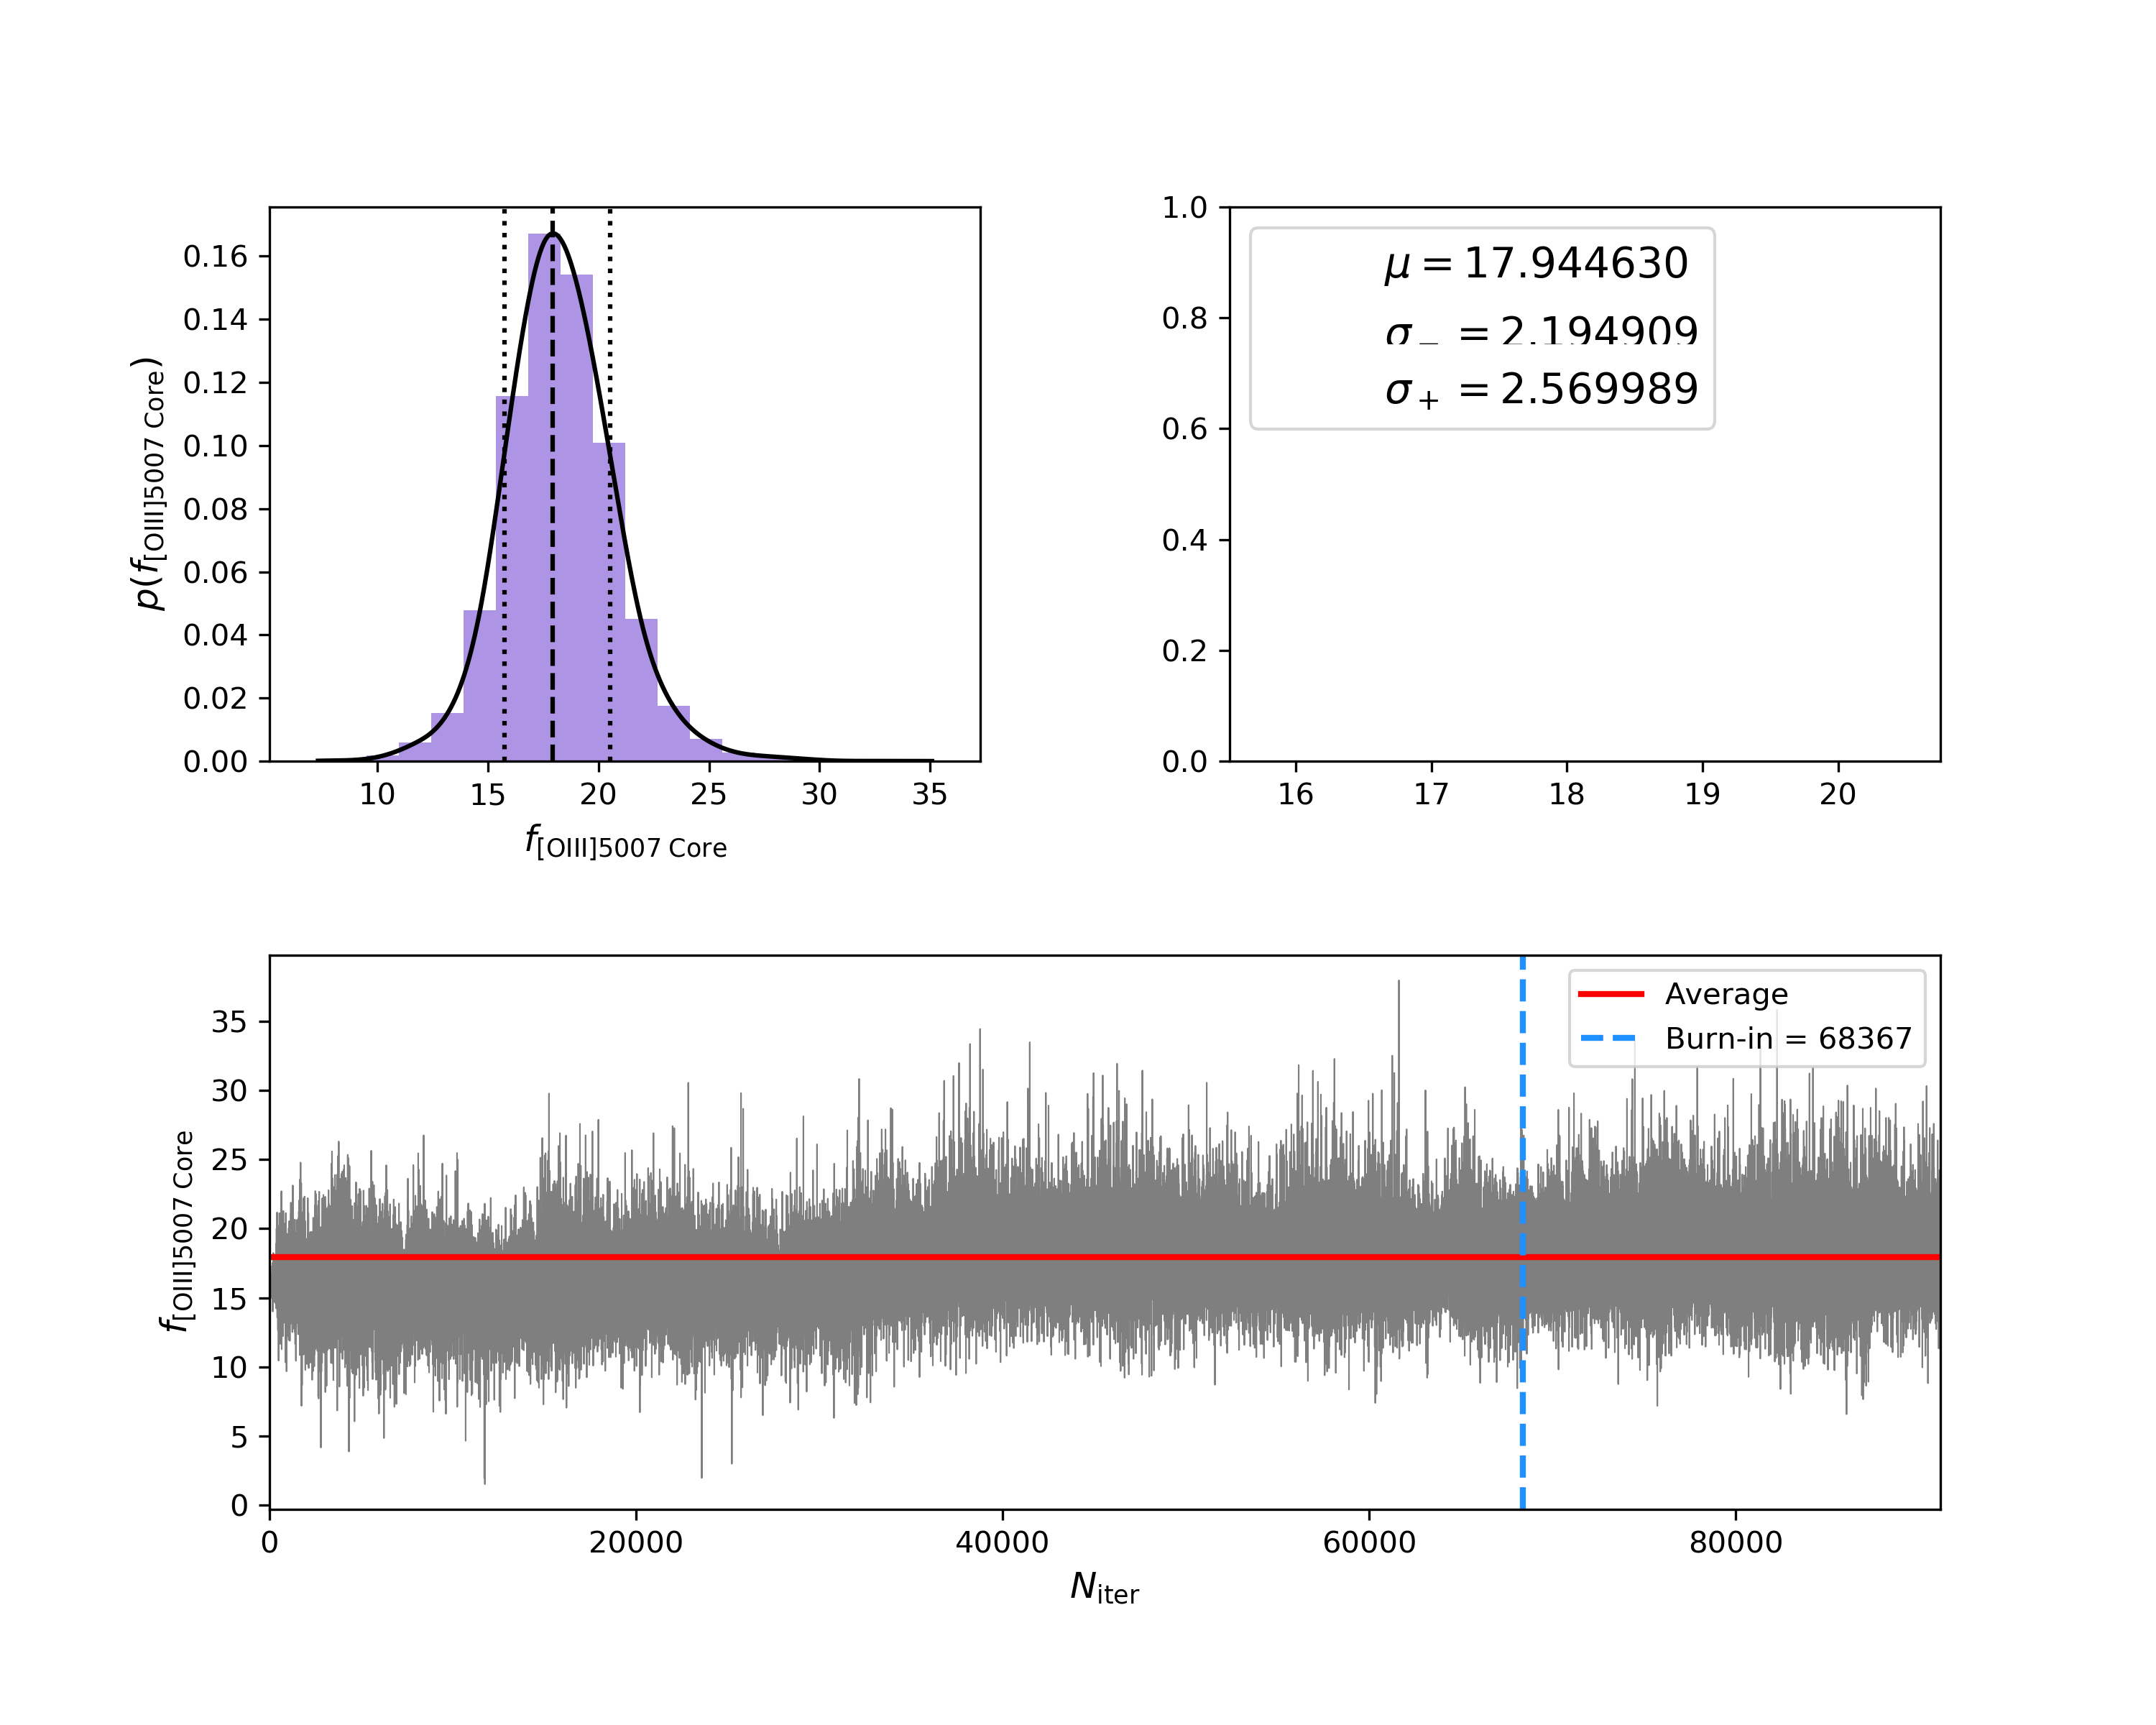 0.16
0.14
0.12
0.10
0.08
0.06
0.04
0.02
0.00
10 15 20 25 30 35
p(f[OIII]5007 Core)
f[OIII]5007 Core
1.0
0.8
0.6
0.4
0.2
0.0
16 17 18 19 20
μ = 17.944630
σ− = 2.194909
σ+ = 2.569989
35
30
25
20
15
10
5
0
0 20000 40000 60000 80000
f[OIII]5007 Core
Niter
Average
Burn-in = 68367